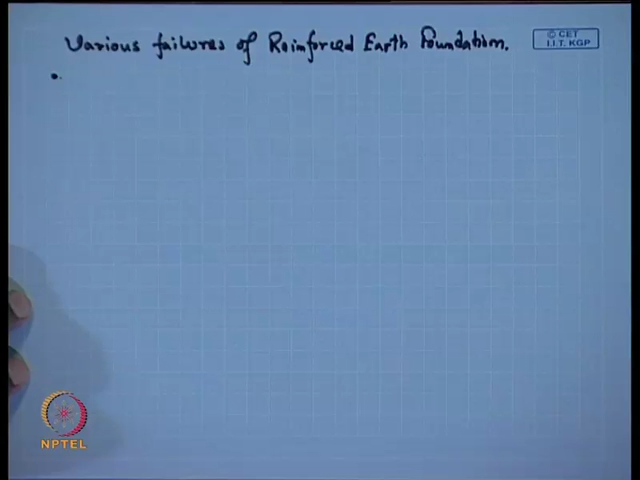 Various failures of Reinforced Earth Foundation.
© CET
I.I.T. KGP
NPTEL